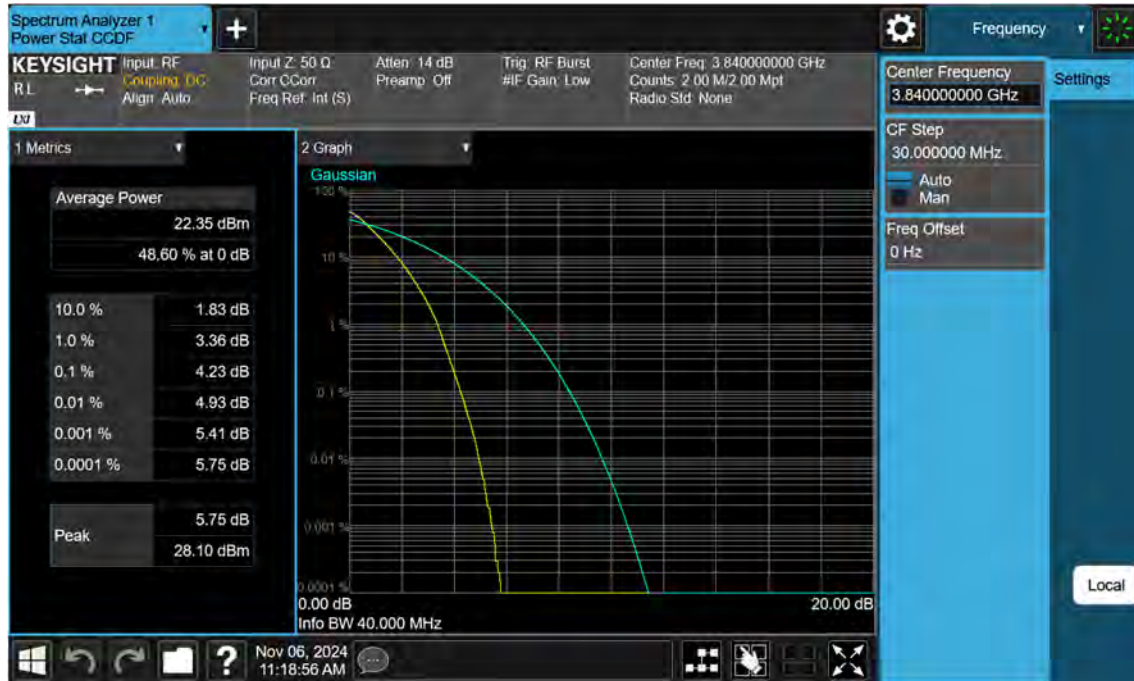 Spectrum Analyzer 1
Power Stat CCDF
+
Frequency
KEYSIGHT
RL
LXI
Input: RF
Coupling: DC
Align: Auto
Input Z: 50 Ω
Corr CCorr
Freq Ref: Int (S)
Atten: 14 dB
Preamp: Off
Trig: RF Burst
#IF Gain: Low
Center Freq: 3.840000000 GHz
Counts: 2.00 M/2.00 Mpt
Radio Std: None
Center Frequency
3.840000000 GHz
Settings
CF Step
30.000000 MHz
Auto
Man
Freq Offset
0 Hz
1 Metrics
Average Power
22.35 dBm
48.60 % at 0 dB
10.0 % 1.83 dB
1.0 % 3.36 dB
0.1 % 4.23 dB
0.01 % 4.93 dB
0.001 % 5.41 dB
0.0001 % 5.75 dB
Peak
5.75 dB
28.10 dBm
2 Graph
Gaussian
100 %
10 %
1 %
0.1 %
0.01 %
0.001 %
0.0001 %
0.00 dB 20.00 dB
Info BW 40.000 MHz
Local
?
Nov 06, 2024
11:18:56 AM